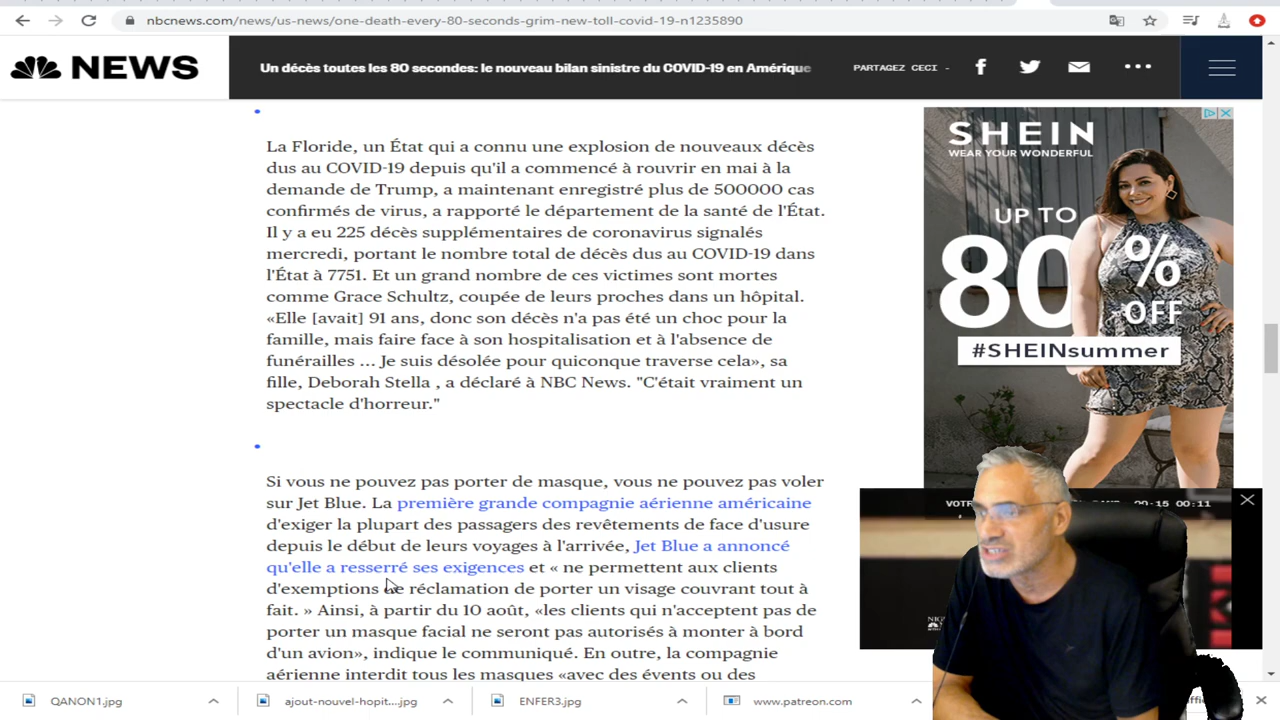 nbcnews.com/news/us-news/one-death-every-80-seconds-grim-new-toll-covid-19-n1235890
NEWS
Un décès toutes les 80 secondes: le nouveau bilan sinistre du COVID-19 en Amérique
PARTAGEZ CECI -
La Floride, un État qui a connu une explosion de nouveaux décès
dus au COVID-19 depuis qu'il a commencé à rouvrir en mai à la
demande de Trump, a maintenant enregistré plus de 500000 cas
confirmés de virus, a rapporté le département de la santé de l'État.
Il y a eu 225 décès supplémentaires de coronavirus signalés
mercredi, portant le nombre total de décès dus au COVID-19 dans
l'État à 7751. Et un grand nombre de ces victimes sont mortes
comme Grace Schultz, coupée de leurs proches dans un hôpital.
«Elle [avait] 91 ans, donc son décès n'a pas été un choc pour la
famille, mais faire face à son hospitalisation et à l'absence de
funérailles ... Je suis désolée pour quiconque traverse cela», sa
fille, Deborah Stella , a déclaré à NBC News. "C'était vraiment un
spectacle d'horreur."
Si vous ne pouvez pas porter de masque, vous ne pouvez pas voler
sur Jet Blue. La première grande compagnie aérienne américaine
d'exiger la plupart des passagers des revêtements de face d'usure
depuis le début de leurs voyages à l'arrivée, Jet Blue a annoncé
qu'elle a resserré ses exigences et « ne permettent aux clients
d'exemptions de réclamation de porter un visage couvrant tout à
fait. » Ainsi, à partir du 10 août, «les clients qui n'acceptent pas de
porter un masque facial ne seront pas autorisés à monter à bord
d'un avion», indique le communiqué. En outre, la compagnie
aérienne interdit tous les masques «avec des évents ou des
SHEIN
WEAR YOUR WONDERFUL
UP TO
80%
-OFF
#SHEINsummer
00:15 00:11
QANON1.jpg
ajout-nouvel-hopit....jpg
ENFER3.jpg
www.patreon.com